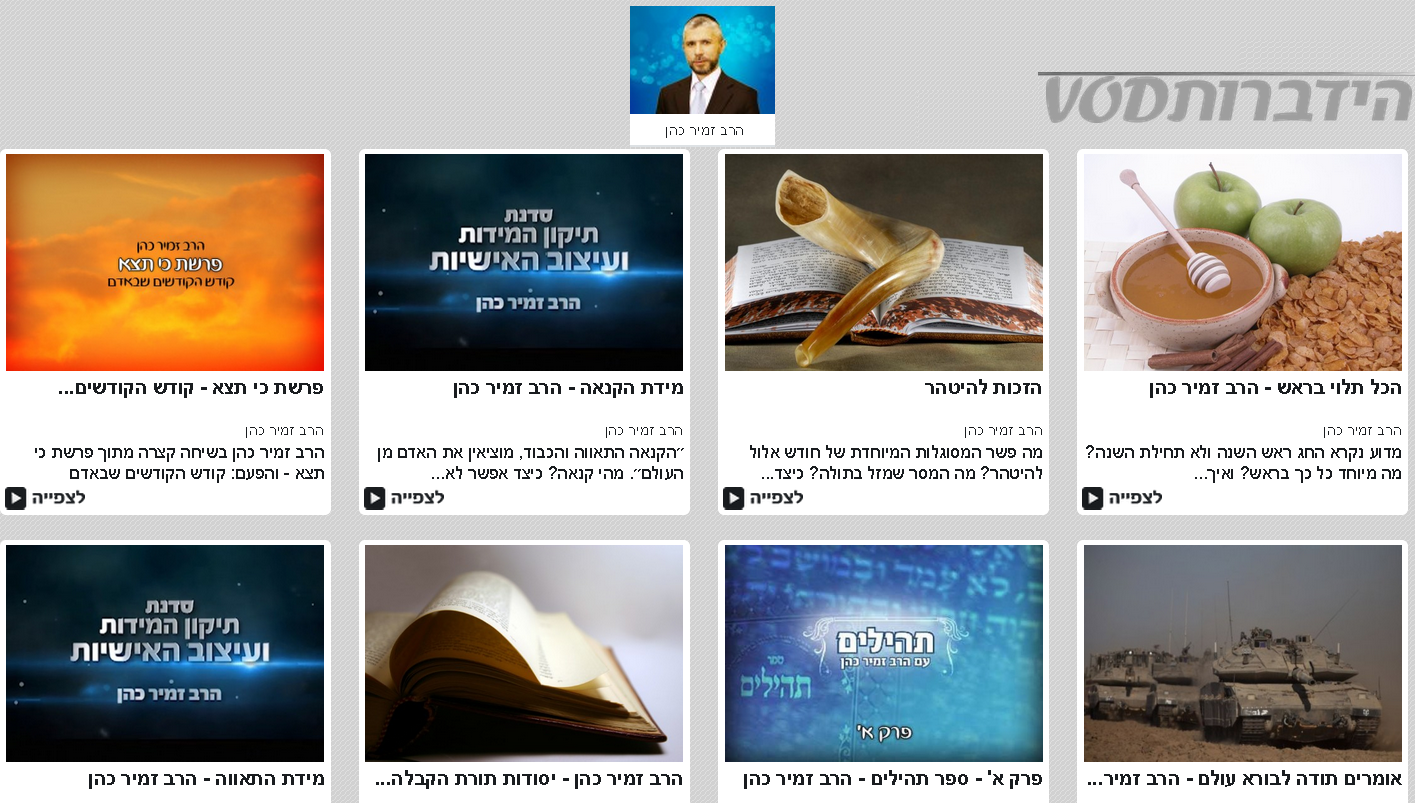 הרב זמיר כהן
הידברותVOD
הכל תלוי בראש - הרב זמיר כהן
הרב זמיר כהן
מדוע נקרא החג ראש השנה ולא תחילת השנה?
מה מיוחד כל כך בראש? ואיך...
לצפייה
הזכות להיטהר
הרב זמיר כהן
מה פשר המסוגלות המיוחדת של חודש אלול
להיטהר? מה המסר שמזל בתולה? כיצד...
לצפייה
סדנת
תיקון המידות
ועיצוב האישיות
הרב זמיר כהן
מידת הקנאה - הרב זמיר כהן
הרב זמיר כהן
״הקנאה התאווה והכבוד, מוציאין את האדם מן
העולם״. מהי קנאה? כיצד אפשר לא...
לצפייה
הרב זמיר כהן
פרשת כי תצא
קודש הקודשים שבאדם
פרשת כי תצא - קודש הקודשים...
הרב זמיר כהן
הרב זמיר כהן בשיחה קצרה מתוך פרשת כי
תצא - והפעם: קודש הקודשים שבאדם
לצפייה
אומרים תודה לבורא עולם - הרב זמיר...
תהילים
עם הרב זמיר כהן
ספר
תהילים
פרק א'
פרק א' - ספר תהילים - הרב זמיר כהן
הרב זמיר כהן - יסודות תורת הקבלה...
סדנת
תיקון המידות
ועיצוב האישיות
הרב זמיר כהן
מידת התאווה - הרב זמיר כהן